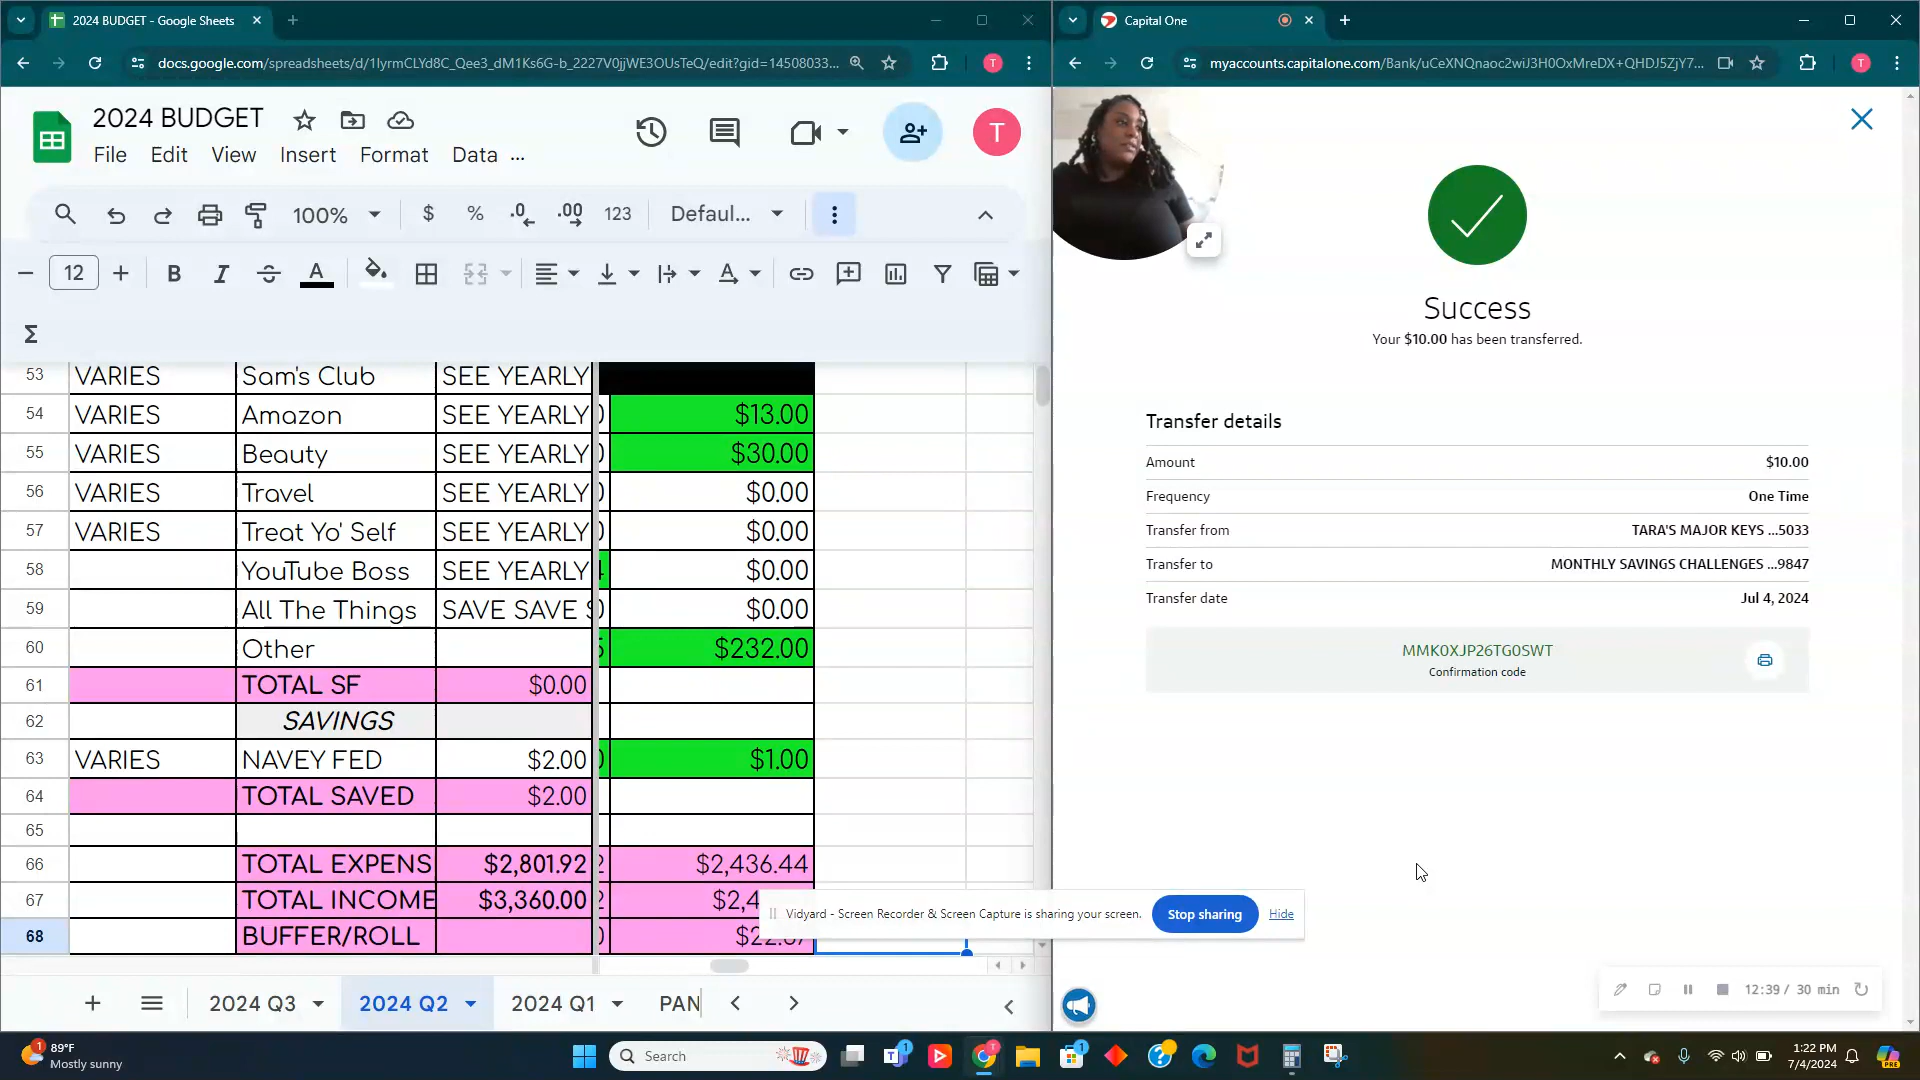 2024 BUDGET - Google Sheets
docs.google.com/spreadsheets/d/1IyrmCLYd8C_Qee3_dM1Ks6G-b_2227V0jjWE3OUsTeQ/edit?gid=14508033...
T
2024 BUDGET
File Edit View Insert Format Data ...
T
100% $ % .0 .00 123 Defaul...
12 B I A
Σ
53 VARIES Sam's Club SEE YEARLY
54 VARIES Amazon SEE YEARLY $13.00
55 VARIES Beauty SEE YEARLY $30.00
56 VARIES Travel SEE YEARLY $0.00
57 VARIES Treat Yo' Self SEE YEARLY $0.00
58 YouTube Boss SEE YEARLY $0.00
59 All The Things SAVE SAVE $0.00
60 Other $232.00
61 TOTAL SF $0.00
62 SAVINGS
63 VARIES NAVEY FED $2.00 $1.00
64 TOTAL SAVED $2.00
65
66 TOTAL EXPENS $2,801.92 $2,436.44
67 TOTAL INCOME $3,360.00 $2,4
68 BUFFER/ROLL
2024 Q3 2024 Q2 2024 Q1 PAN
Capital One
myaccounts.capitalone.com/Bank/uCeXNQnaoc2wiJ3H0OxMreDX+QHDJ5ZjY7...
T
Success
Your $10.00 has been transferred.
Transfer details
Amount $10.00
Frequency One Time
Transfer from TARA'S MAJOR KEYS ...5033
Transfer to MONTHLY SAVINGS CHALLENGES ...9847
Transfer date Jul 4, 2024
MMK0XJP26TG0SWT
Confirmation code
Vidyard - Screen Recorder & Screen Capture is sharing your screen. Stop sharing Hide
12:39 / 30 min
1 89°F
Mostly sunny
Search
1
T
1
1:22 PM
7/4/2024
PRE